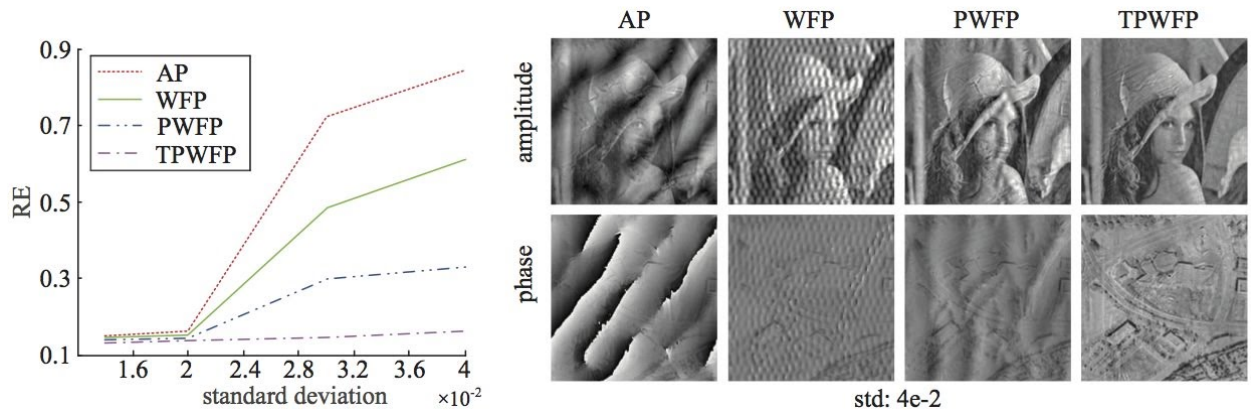 0.9
0.7
0.5
0.3
0.1
RE
AP
WFP
PWFP
TPWFP
1.6 2 2.4 2.8 3.2 3.6 4
standard deviation ×10⁻²
AP WFP PWFP TPWFP
amplitude
phase
std: 4e-2